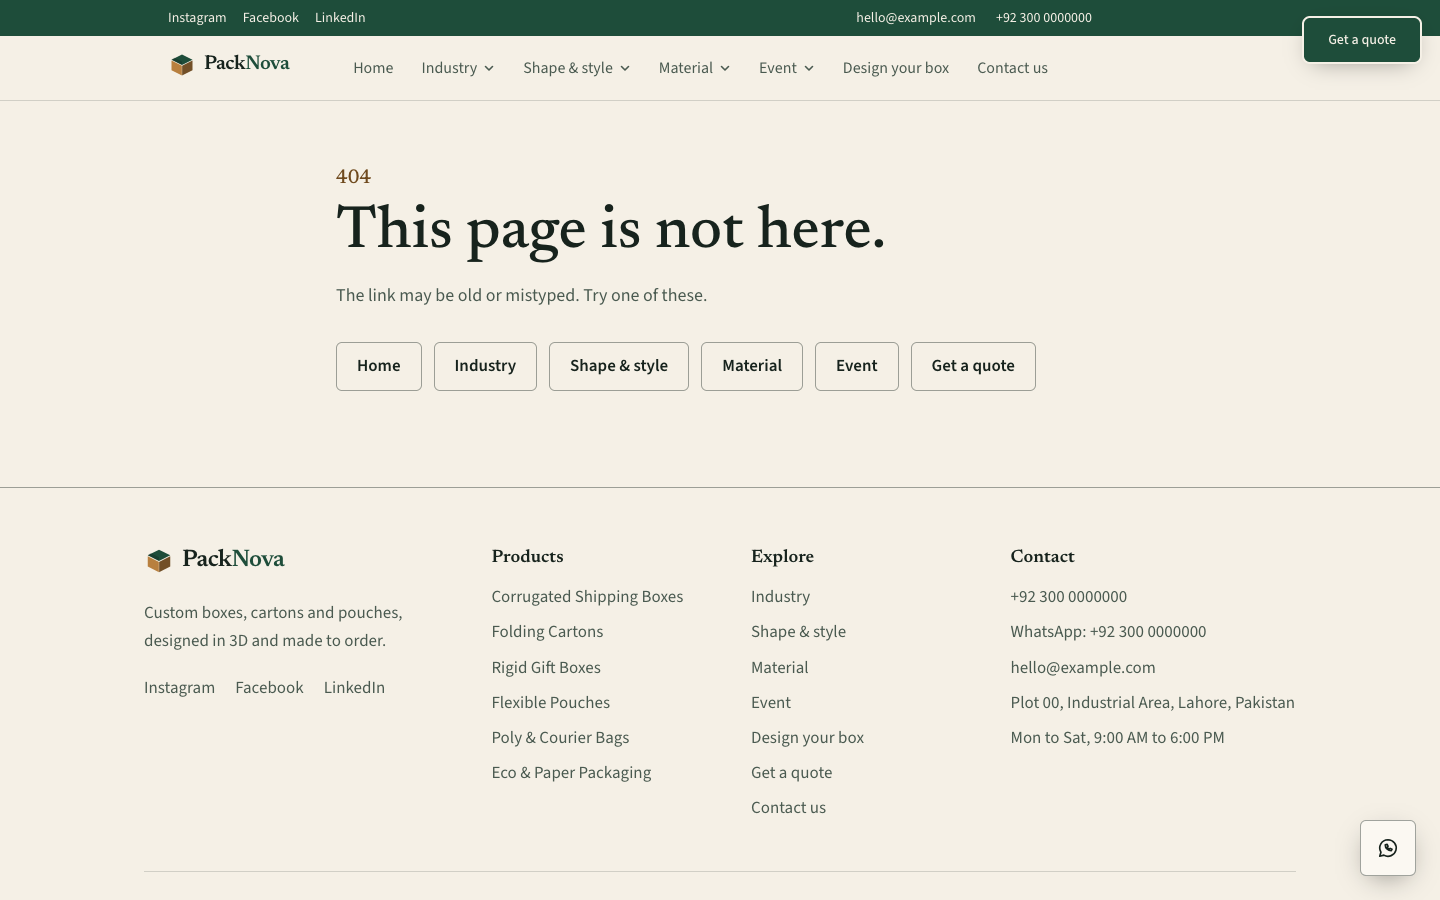 Instagram Facebook LinkedIn hello@example.com +92 300 0000000
Get a quote
PackNova Home Industry Shape & style Material Event Design your box Contact us
404
This page is not here.
The link may be old or mistyped. Try one of these.
Home Industry Shape & style Material Event Get a quote
PackNova
Custom boxes, cartons and pouches,
designed in 3D and made to order.
Instagram Facebook LinkedIn
Products
Corrugated Shipping Boxes
Folding Cartons
Rigid Gift Boxes
Flexible Pouches
Poly & Courier Bags
Eco & Paper Packaging
Explore
Industry
Shape & style
Material
Event
Design your box
Get a quote
Contact us
Contact
+92 300 0000000
WhatsApp: +92 300 0000000
hello@example.com
Plot 00, Industrial Area, Lahore, Pakistan
Mon to Sat, 9:00 AM to 6:00 PM